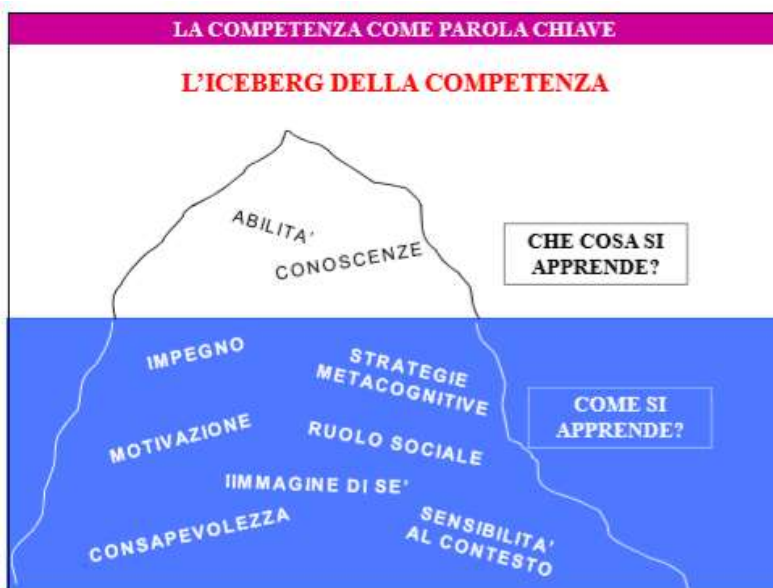 LA COMPETENZA COME PAROLA CHIAVE
L'ICEBERG DELLA COMPETENZA
ABILITA'
CONOSCENZE
CHE COSA SI
APPRENDE?
IMPEGNO
STRATEGIE
METACOGNITIVE
COME SI
APPRENDE?
MOTIVAZIONE
RUOLO SOCIALE
IIMMAGINE DI SE'
CONSAPEVOLEZZA
SENSIBILITA'
AL CONTESTO